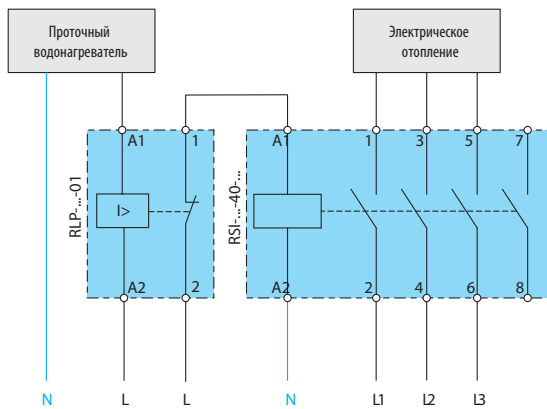 Проточный
водонагреватель
Электрическое
отопление
A1 1 A1 1 3 5 7
RLP-...-01
I>
RSI-...-40-...
A2 2 A2 2 4 6 8
N L L N L1 L2 L3